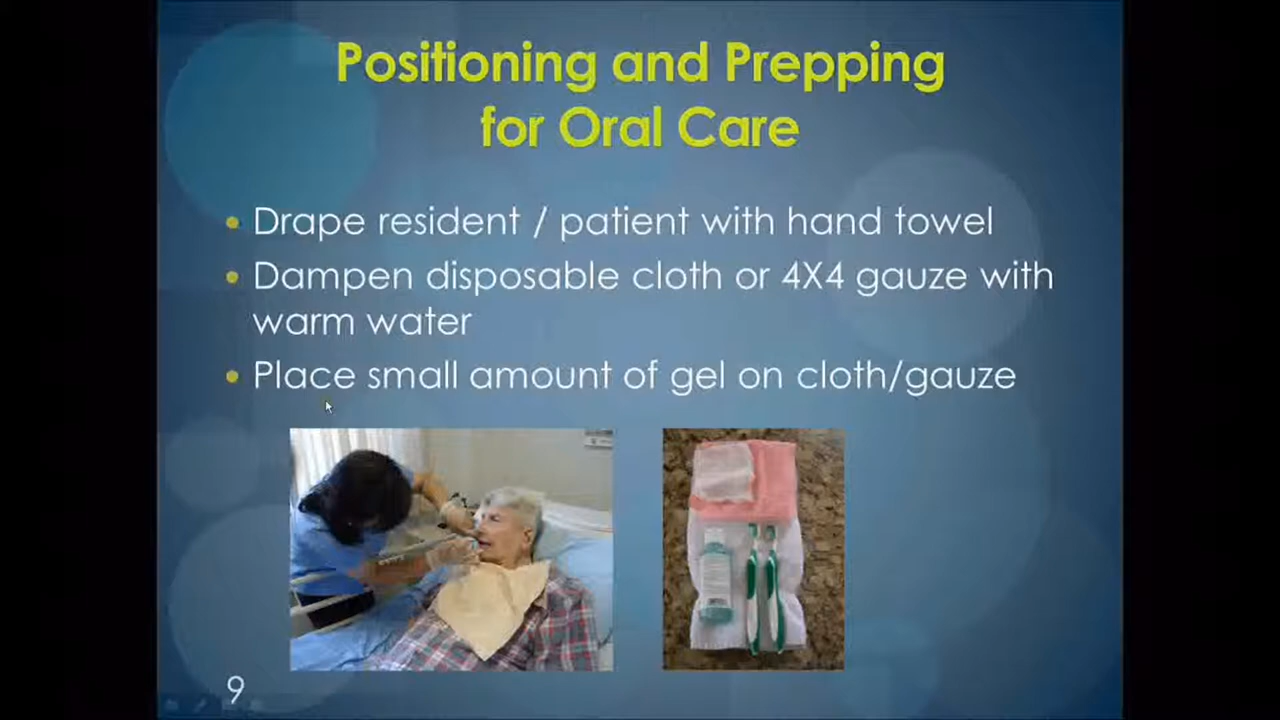 Positioning and Prepping
for Oral Care
Drape resident / patient with hand towel
Dampen disposable cloth or 4X4 gauze with
warm water
Place small amount of gel on cloth/gauze
9